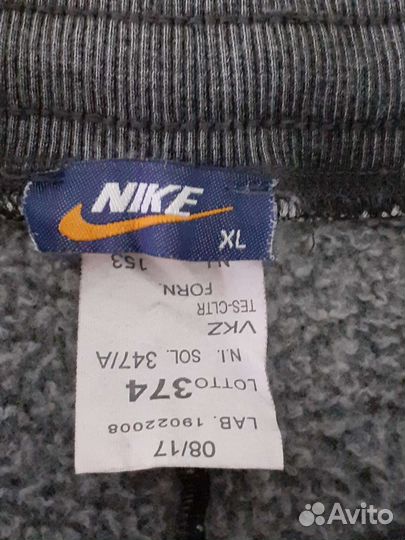 NIKE
XL
08/17
LAB. 19022008
LOTTO 374
N.I. SOL. 347/A
VKZ
TES-CLTR
FORN.
N.I. 153
Avito